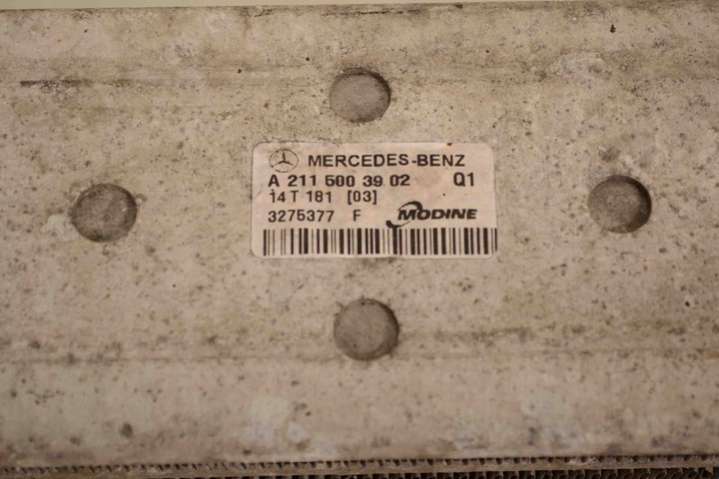 MERCEDES-BENZ
A 211 500 39 02 Q1
14 T 181 [03]
3275377 F MODINE